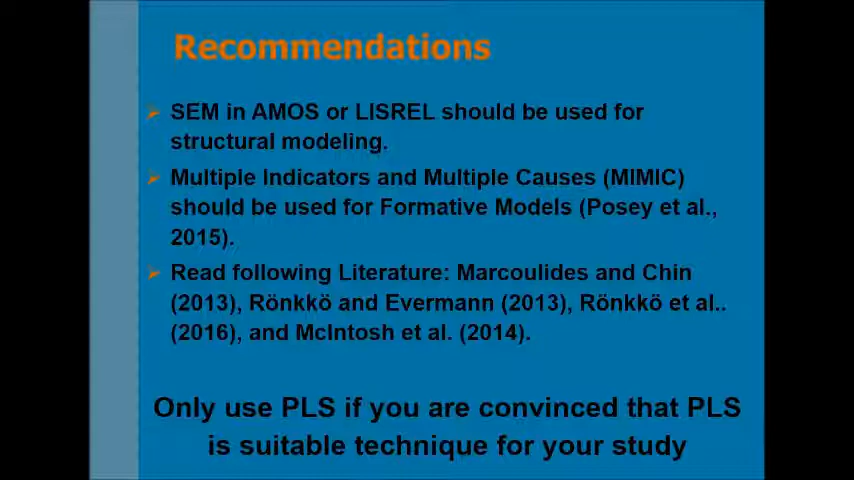 Recommendations
SEM in AMOS or LISREL should be used for
structural modeling.
Multiple Indicators and Multiple Causes (MIMIC)
should be used for Formative Models (Posey et al.,
2015).
Read following Literature: Marcoulides and Chin
(2013), Rönkkö and Evermann (2013), Rönkkö et al..
(2016), and McIntosh et al. (2014).
Only use PLS if you are convinced that PLS
is suitable technique for your study